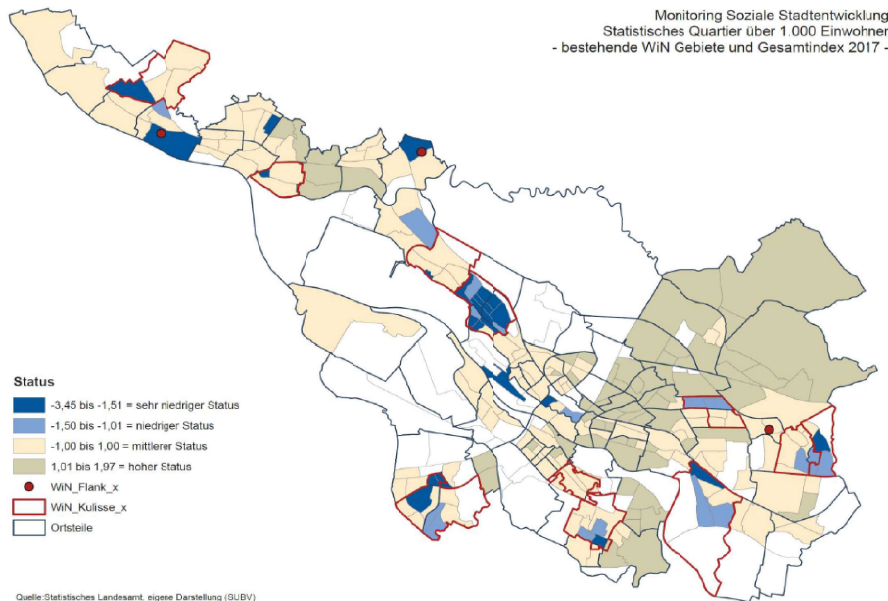 Monitoring Soziale Stadtentwicklung
Statistisches Quartier über 1.000 Einwohner
- bestehende WiN Gebiete und Gesamtindex 2017 -
Status
-3,45 bis -1,51 = sehr niedriger Status
-1,50 bis -1,01 = niedriger Status
-1,00 bis 1,00 = mittlerer Status
1,01 bis 1,97 = hoher Status
WiN_Flank_x
WiN_Kulisse_x
Ortsteile
Quelle:Statistisches Landesamt, eigene Darstellung (SUBV)